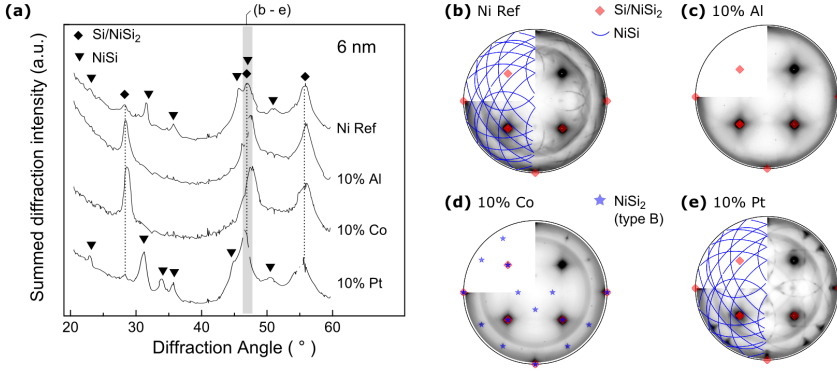 (a)
(b - e)
Si/NiSi₂
NiSi
6 nm
Ni Ref
10% Al
10% Co
10% Pt
Summed diffraction intensity (a.u.)
20 30 40 50 60
Diffraction Angle ( ° )
(b) Ni Ref
Si/NiSi₂
NiSi
(c) 10% Al
(d) 10% Co
NiSi₂
(type B)
(e) 10% Pt